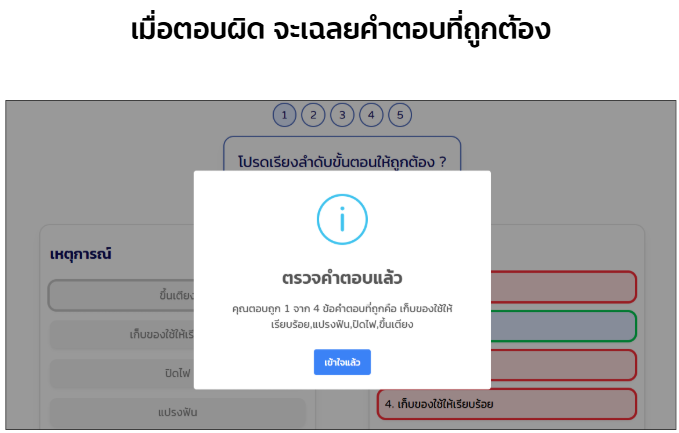 เมื่อตอบผิด จะเฉลยคำตอบที่ถูกต้อง
1 2 3 4 5
โปรดเรียงลำดับขั้นตอนให้ถูกต้อง ?
เหตุการณ์
ขึ้นเตียง
เก็บของใช้ให้เรี
ปิดไฟ
แปรงฟัน
ตรวจคำตอบแล้ว
คุณตอบถูก 1 จาก 4 ข้อคำตอบที่ถูกคือ เก็บของใช้ให้
เรียบร้อย,แปรงฟัน,ปิดไฟ,ขึ้นเตียง
เข้าใจแล้ว
4. เก็บของใช้ให้เรียบร้อย